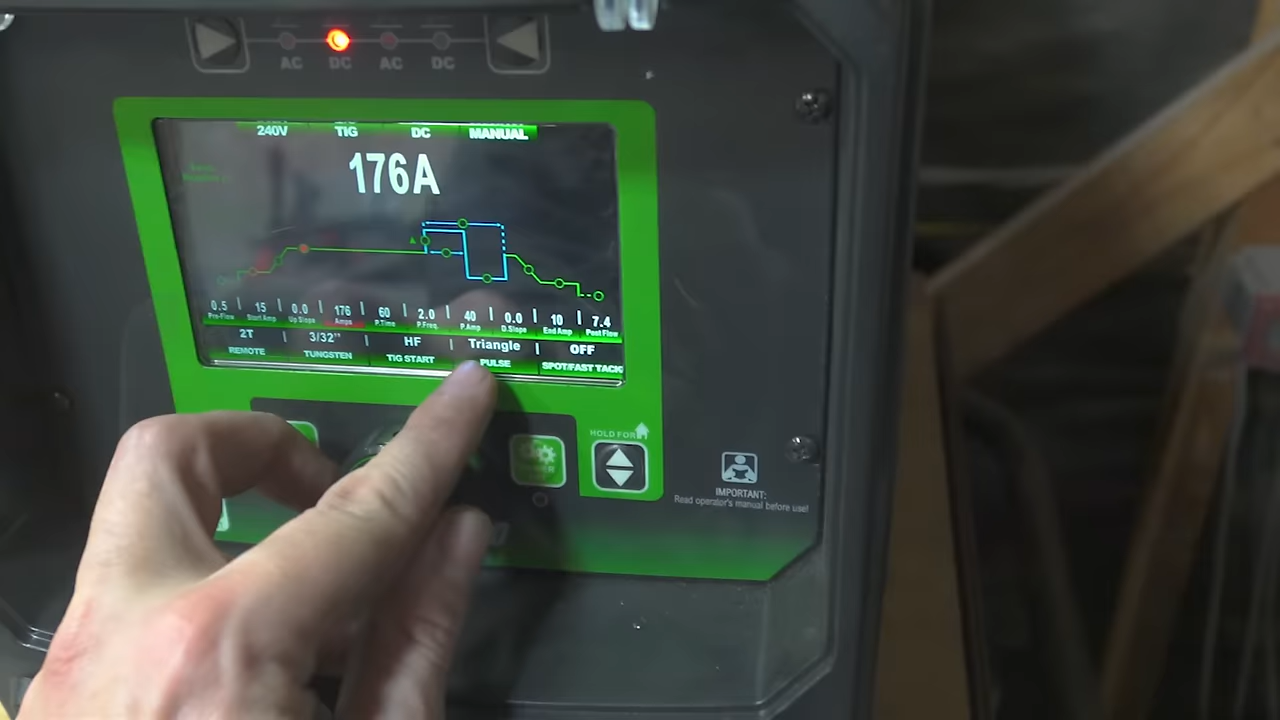 AC DC AC DC
240V TIG DC MANUAL
176A
0.5 15 0.0 176 60 2.0 40 0.0 10 7.4
Pre-Flow Start Amp Up Slope Amps P.Time P.Freq. P.Amp D.Slope End Amp Post Flow
2T 3/32" HF Triangle OFF
REMOTE TUNGSTEN TIG START PULSE SPOT/FAST TACK
HOLD FOR
IMPORTANT:
Read operator's manual before use!